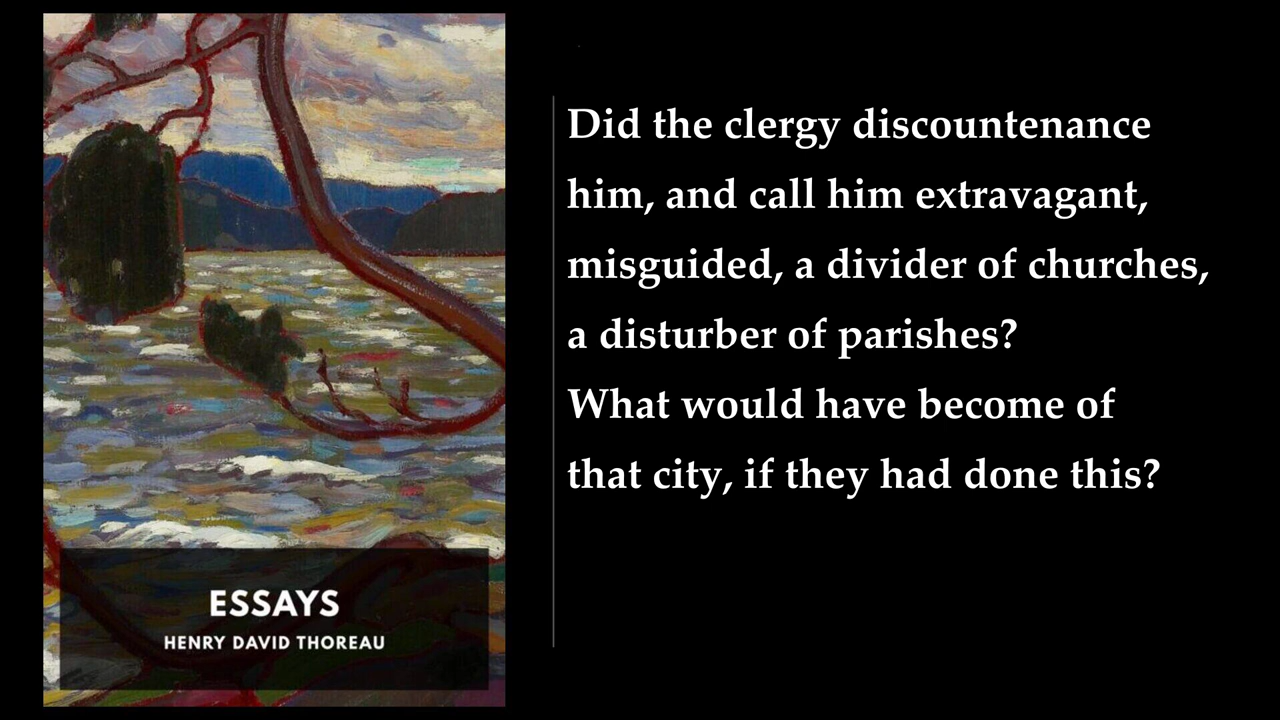 Did the clergy discountenance
him, and call him extravagant,
misguided, a divider of churches,
a disturber of parishes?
What would have become of
that city, if they had done this?
ESSAYS
HENRY DAVID THOREAU